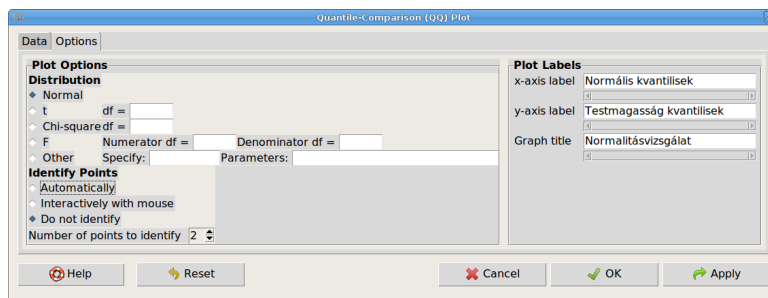 Quantile-Comparison (QQ) Plot
Data Options
Plot Options
Distribution
Normal
t df =
Chi-square df =
F Numerator df = Denominator df =
Other Specify: Parameters:
Identify Points
Automatically
Interactively with mouse
Do not identify
Number of points to identify 2
Plot Labels
x-axis label Normális kvantilisek
y-axis label Testmagasság kvantilisek
Graph title Normalitásvizsgálat
Help Reset Cancel OK Apply